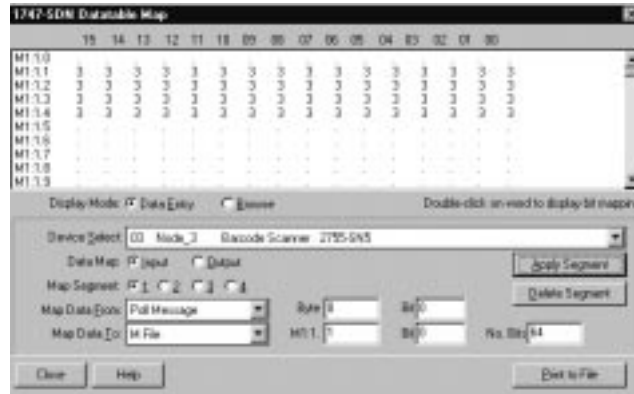 1747-SDN Datatable Map
15 14 13 12 11 10 09 08 07 06 05 04 03 02 01 00
M1:1.0
M1:1.1 3 3 3 3 3 3 3 3 3 3 3 3 3 3 3 3
M1:1.2 3 3 3 3 3 3 3 3 3 3 3 3 3 3 3 3
M1:1.3 3 3 3 3 3 3 3 3 3 3 3 3 3 3 3 3
M1:1.4 3 3 3 3 3 3 3 3 3 3 3 3 3 3 3 3
M1:1.5
M1:1.6
M1:1.7
M1:1.8
M1:1.9
Display Mode: Data Entry Browse Double-click on word to display bit mappin
Device Select: 03 Node_3 Barcode Scanner 2755-SN5
Data Map: Input Output Apply Segment
Map Segment: 1 2 3 4 Delete Segment
Map Data From: Poll Message Byte 0 Bit 0
Map Data To: M File M1:1. 1 Bit 0 No. Bits 64
Close Help Print to File